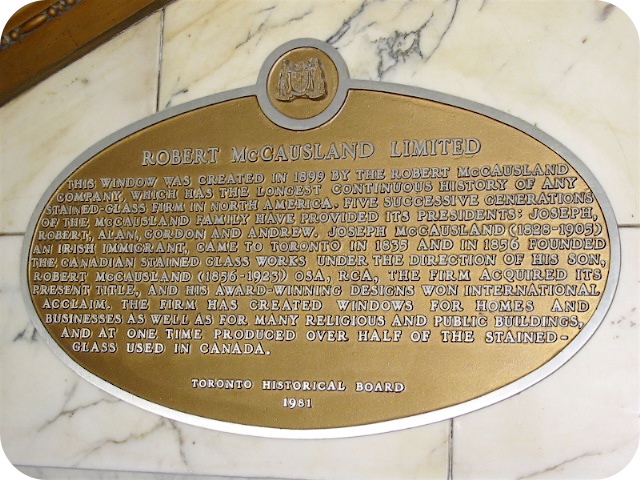 ROBERT McCAUSLAND LIMITED
THIS WINDOW WAS CREATED IN 1899 BY THE ROBERT McCAUSLAND
COMPANY, WHICH HAS THE LONGEST CONTINUOUS HISTORY OF ANY
STAINED-GLASS FIRM IN NORTH AMERICA. FIVE SUCCESSIVE GENERATIONS
OF THE McCAUSLAND FAMILY HAVE PROVIDED ITS PRESIDENTS: JOSEPH,
ROBERT, ALAN, GORDON AND ANDREW. JOSEPH McCAUSLAND (1828-1905)
AN IRISH IMMIGRANT, CAME TO TORONTO IN 1835 AND IN 1856 FOUNDED
THE CANADIAN STAINED GLASS WORKS UNDER THE DIRECTION OF HIS SON,
ROBERT McCAUSLAND (1856-1923) OSA, RCA, THE FIRM ACQUIRED ITS
PRESENT TITLE, AND HIS AWARD-WINNING DESIGNS WON INTERNATIONAL
ACCLAIM. THE FIRM HAS CREATED WINDOWS FOR HOMES AND
BUSINESSES AS WELL AS FOR MANY RELIGIOUS AND PUBLIC BUILDINGS,
AND AT ONE TIME PRODUCED OVER HALF OF THE STAINED-
GLASS USED IN CANADA.
TORONTO HISTORICAL BOARD
1981